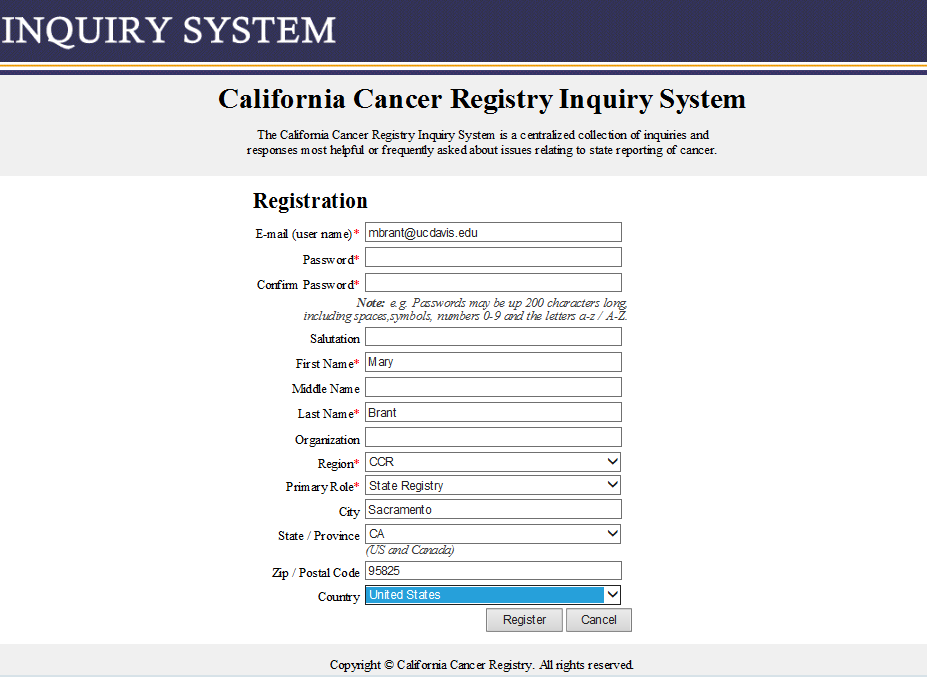 INQUIRY SYSTEM
California Cancer Registry Inquiry System
The California Cancer Registry Inquiry System is a centralized collection of inquiries and
responses most helpful or frequently asked about issues relating to state reporting of cancer.
Registration
E-mail (user name)* mbrant@ucdavis.edu
Password*
Confirm Password*
Note: e.g. Passwords may be up 200 characters long,
including spaces,symbols, numbers 0-9 and the letters a-z / A-Z.
Salutation
First Name* Mary
Middle Name
Last Name* Brant
Organization
Region* CCR
Primary Role* State Registry
City Sacramento
State / Province CA
(US and Canada)
Zip / Postal Code 95825
Country United States
Register Cancel
Copyright © California Cancer Registry. All rights reserved.